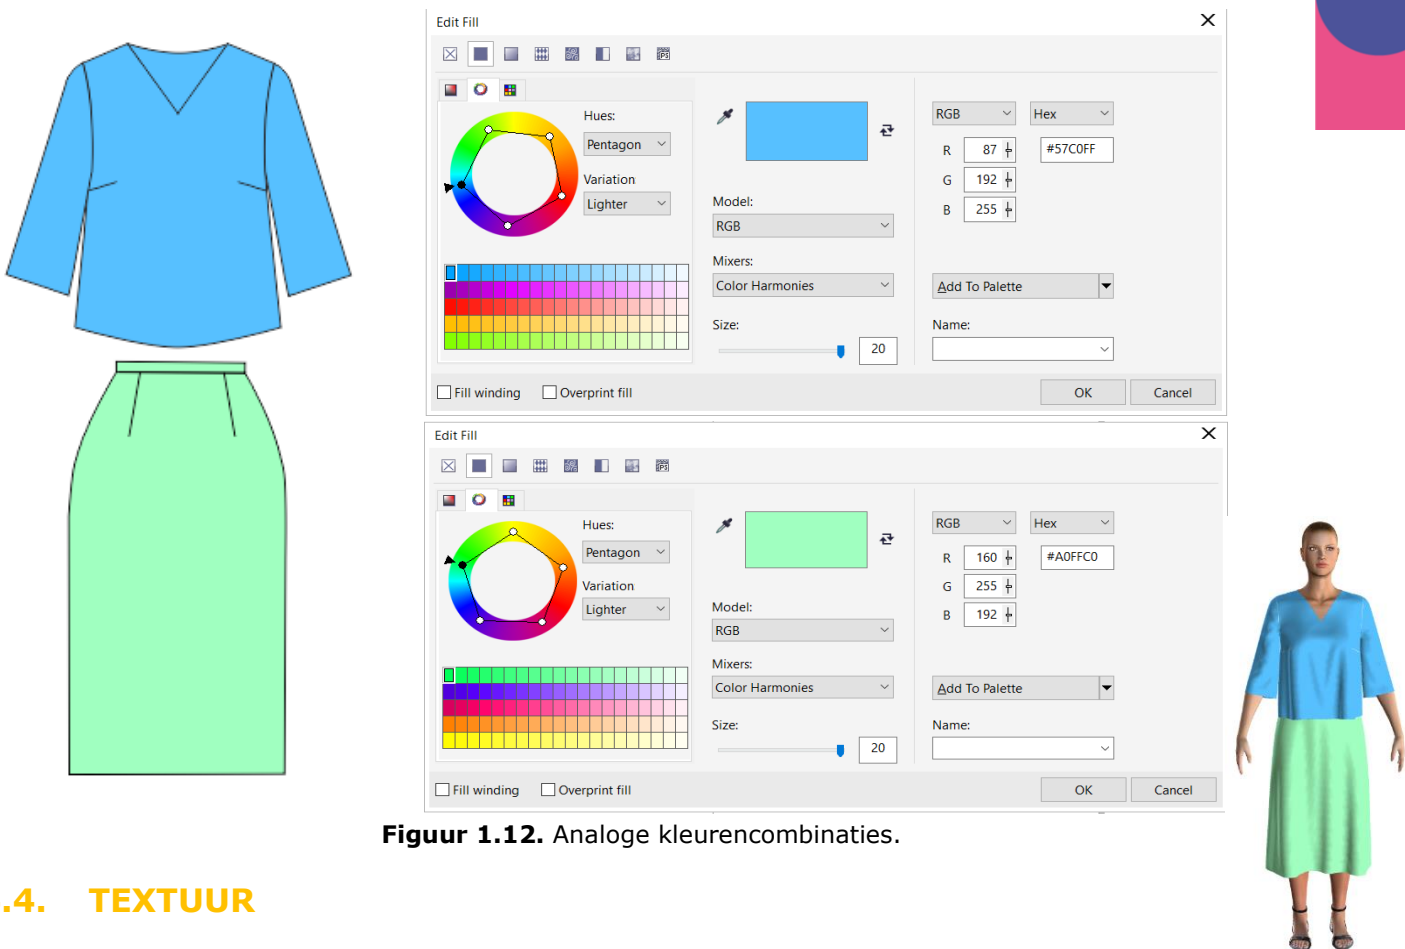 Edit Fill
Hues:
Pentagon
Variation
Lighter
Model:
RGB
Mixers:
Color Harmonies
Size:
20
RGB
Hex
R 87
#57C0FF
G 192
B 255
Add To Palette
Name:
Fill winding
Overprint fill
OK
Cancel
Edit Fill
Hues:
Pentagon
Variation
Lighter
Model:
RGB
Mixers:
Color Harmonies
Size:
20
RGB
Hex
R 160
#A0FFC0
G 255
B 192
Add To Palette
Name:
Fill winding
Overprint fill
OK
Cancel
Figuur 1.12. Analoge kleurencombinaties.
.4. TEXTUUR